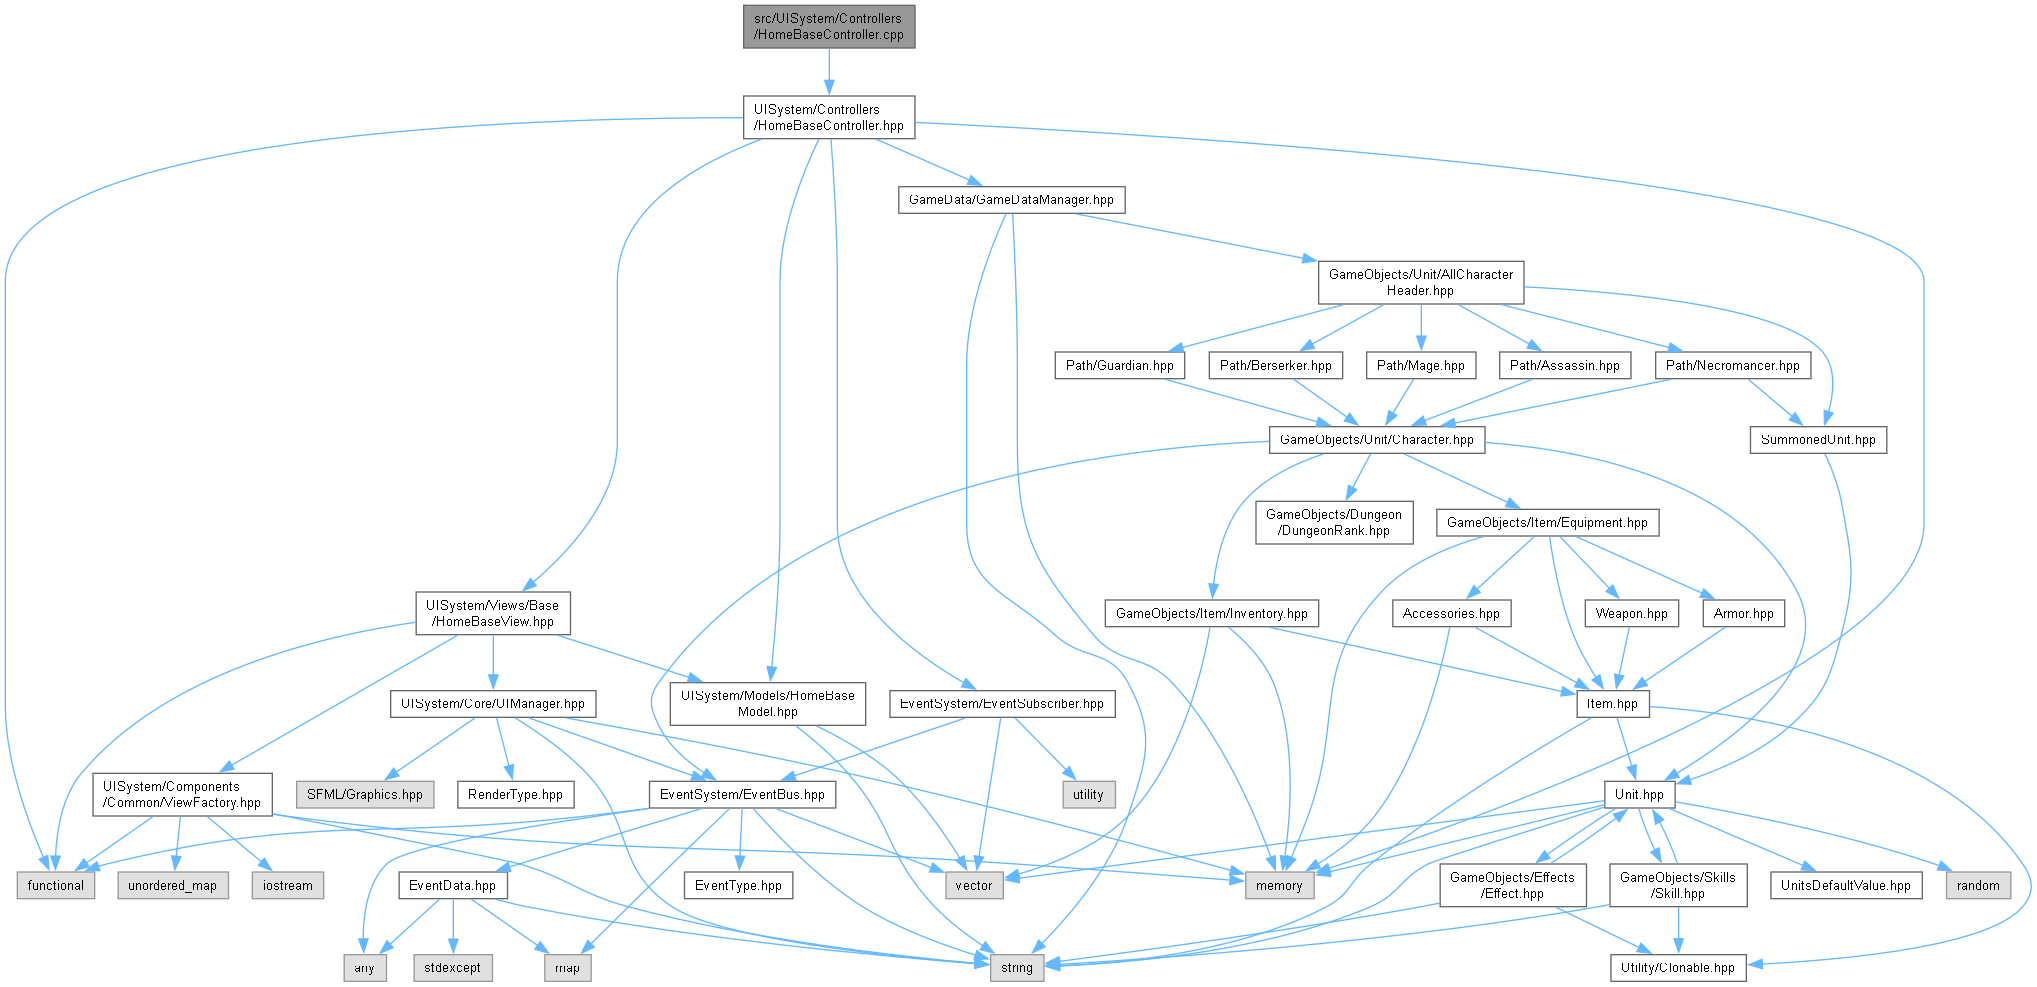 src/UISystem/Controllers
/HomeBaseController.cpp
UISystem/Controllers
/HomeBaseController.hpp
GameData/GameDataManager.hpp
GameObjects/Unit/AllCharacter
Header.hpp
Path/Guardian.hpp
Path/Berserker.hpp
Path/Mage.hpp
Path/Assassin.hpp
Path/Necromancer.hpp
GameObjects/Unit/Character.hpp
SummonedUnit.hpp
GameObjects/Dungeon
/DungeonRank.hpp
GameObjects/Item/Equipment.hpp
UISystem/Views/Base
/HomeBaseView.hpp
GameObjects/Item/Inventory.hpp
Accessories.hpp
Weapon.hpp
Armor.hpp
UISystem/Core/UIManager.hpp
UISystem/Models/HomeBase
Model.hpp
EventSystem/EventSubscriber.hpp
Item.hpp
UISystem/Components
/Common/ViewFactory.hpp
SFML/Graphics.hpp
RenderType.hpp
EventSystem/EventBus.hpp
utility
Unit.hpp
functional
unordered_map
iostream
EventData.hpp
EventType.hpp
vector
memory
GameObjects/Effects
/Effect.hpp
GameObjects/Skills
/Skill.hpp
UnitsDefaultValue.hpp
random
any
stdexcept
map
string
Utility/Clonable.hpp